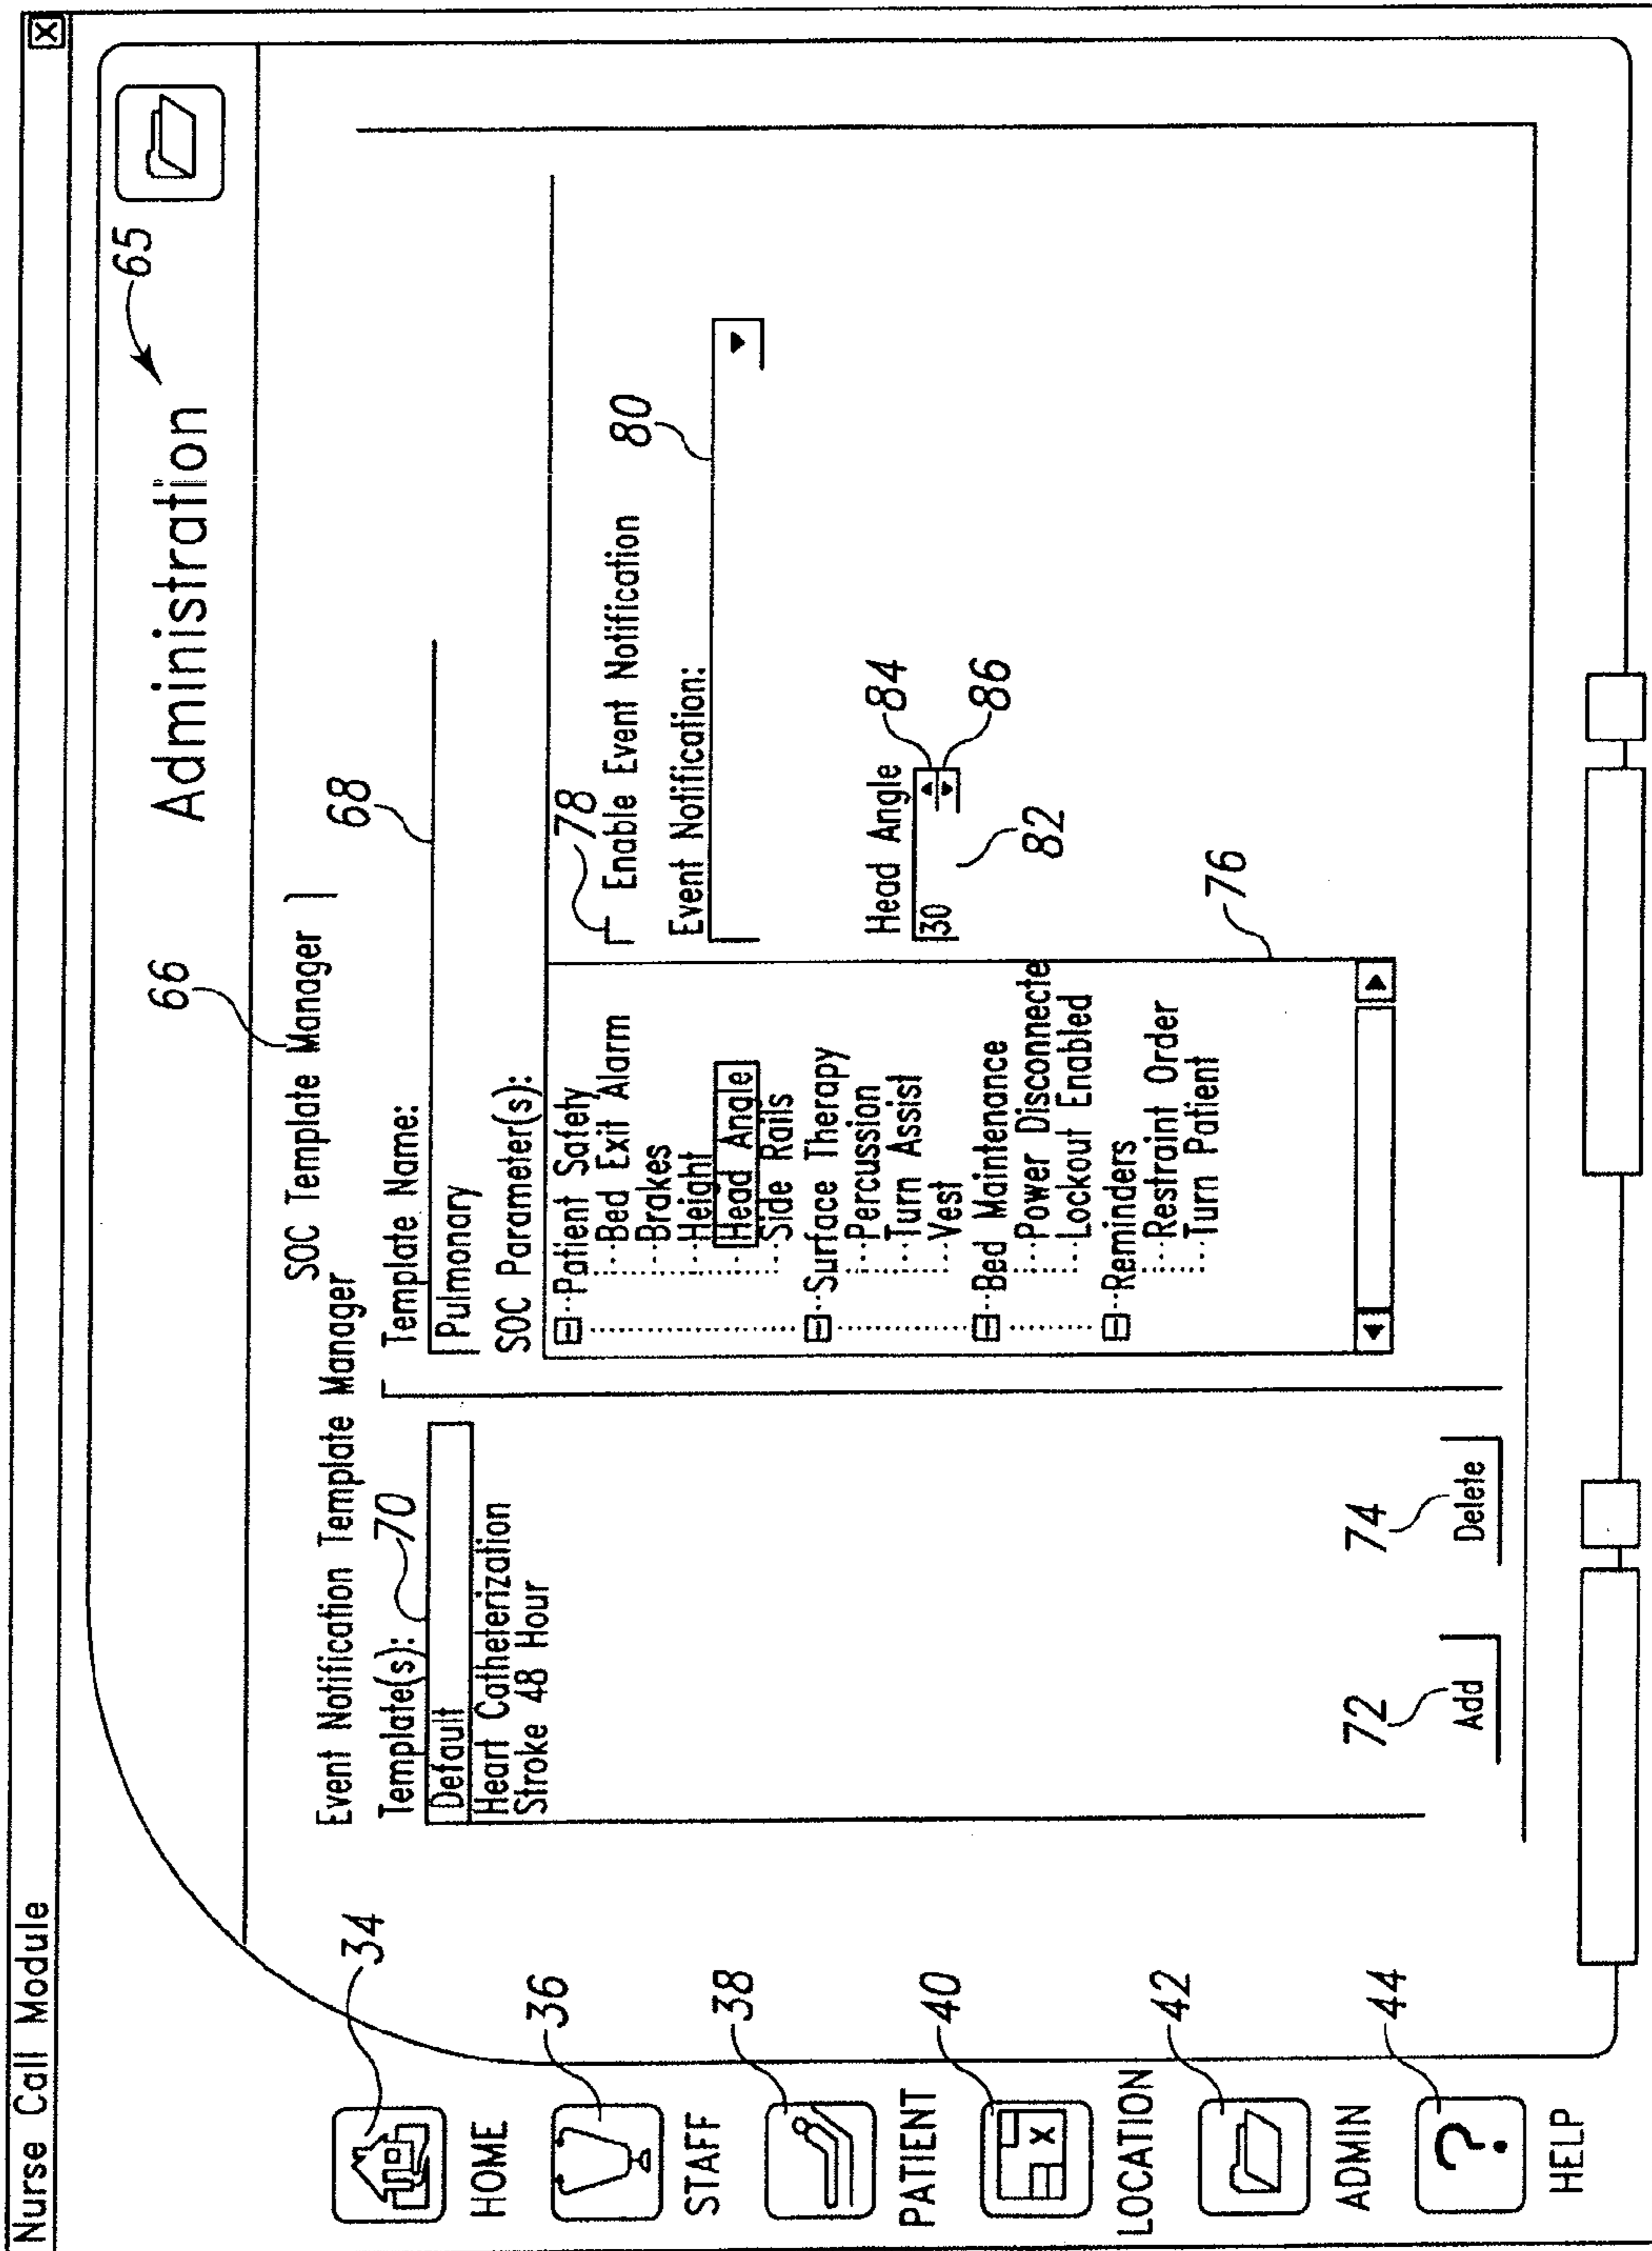 Nurse Call Module
X
Administration
65
66
Event Notification Template Manager
SOC Template Manager
34
HOME
36
STAFF
38
PATIENT
40
X
LOCATION
42
ADMIN
44
?
HELP
Template(s):
70
Default
Heart Catheterization
Stroke 48 Hour
72
Add
74
Delete
Template Name:
68
Pulmonary
SOC Parameter(s):
Patient Safety
Bed Exit Alarm
Brakes
Height
Head Angle
Side Rails
Surface Therapy
Percussion
Turn Assist
Vest
Bed Maintenance
Power Disconnecte
Lockout Enabled
Reminders
Restraint Order
Turn Patient
76
78
Enable Event Notification
Event Notification:
80
Head Angle
84
30
86
82